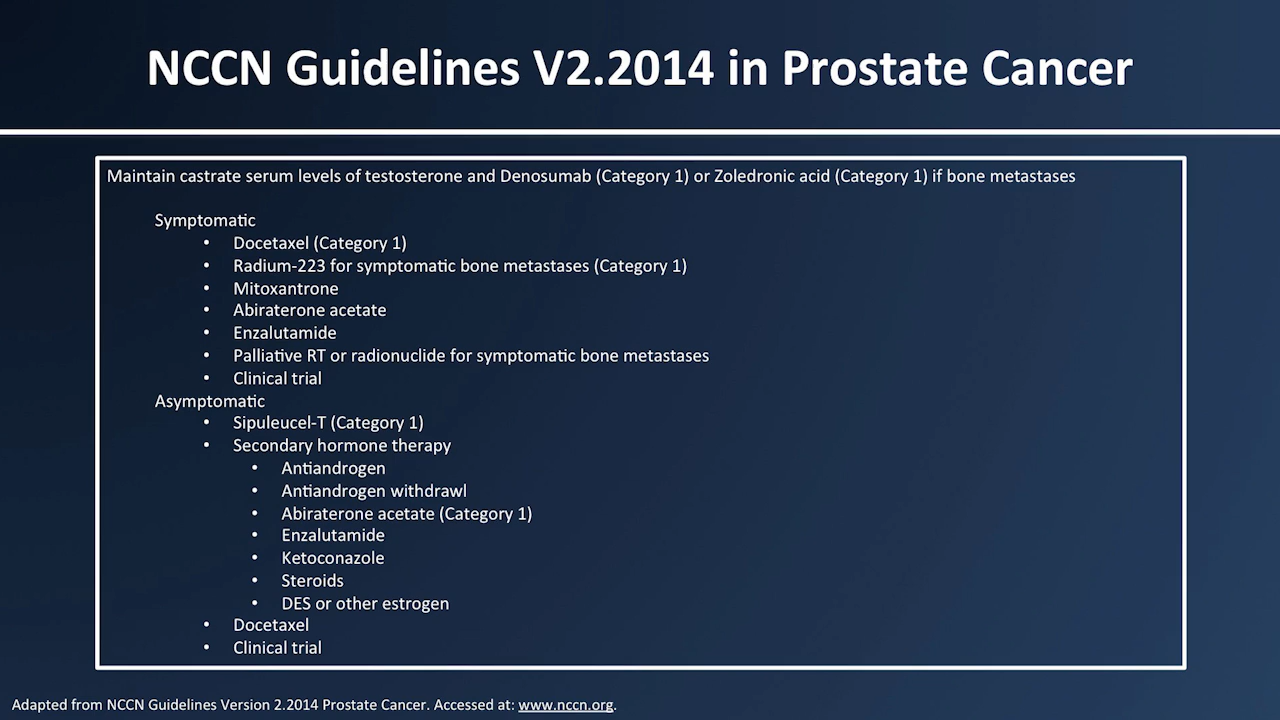 NCCN Guidelines V2.2014 in Prostate Cancer
Maintain castrate serum levels of testosterone and Denosumab (Category 1) or Zoledronic acid (Category 1) if bone metastases
Symptomatic
• Docetaxel (Category 1)
• Radium-223 for symptomatic bone metastases (Category 1)
• Mitoxantrone
• Abiraterone acetate
• Enzalutamide
• Palliative RT or radionuclide for symptomatic bone metastases
• Clinical trial
Asymptomatic
• Sipuleucel-T (Category 1)
• Secondary hormone therapy
• Antiandrogen
• Antiandrogen withdrawl
• Abiraterone acetate (Category 1)
• Enzalutamide
• Ketoconazole
• Steroids
• DES or other estrogen
• Docetaxel
• Clinical trial
Adapted from NCCN Guidelines Version 2.2014 Prostate Cancer. Accessed at: www.nccn.org.